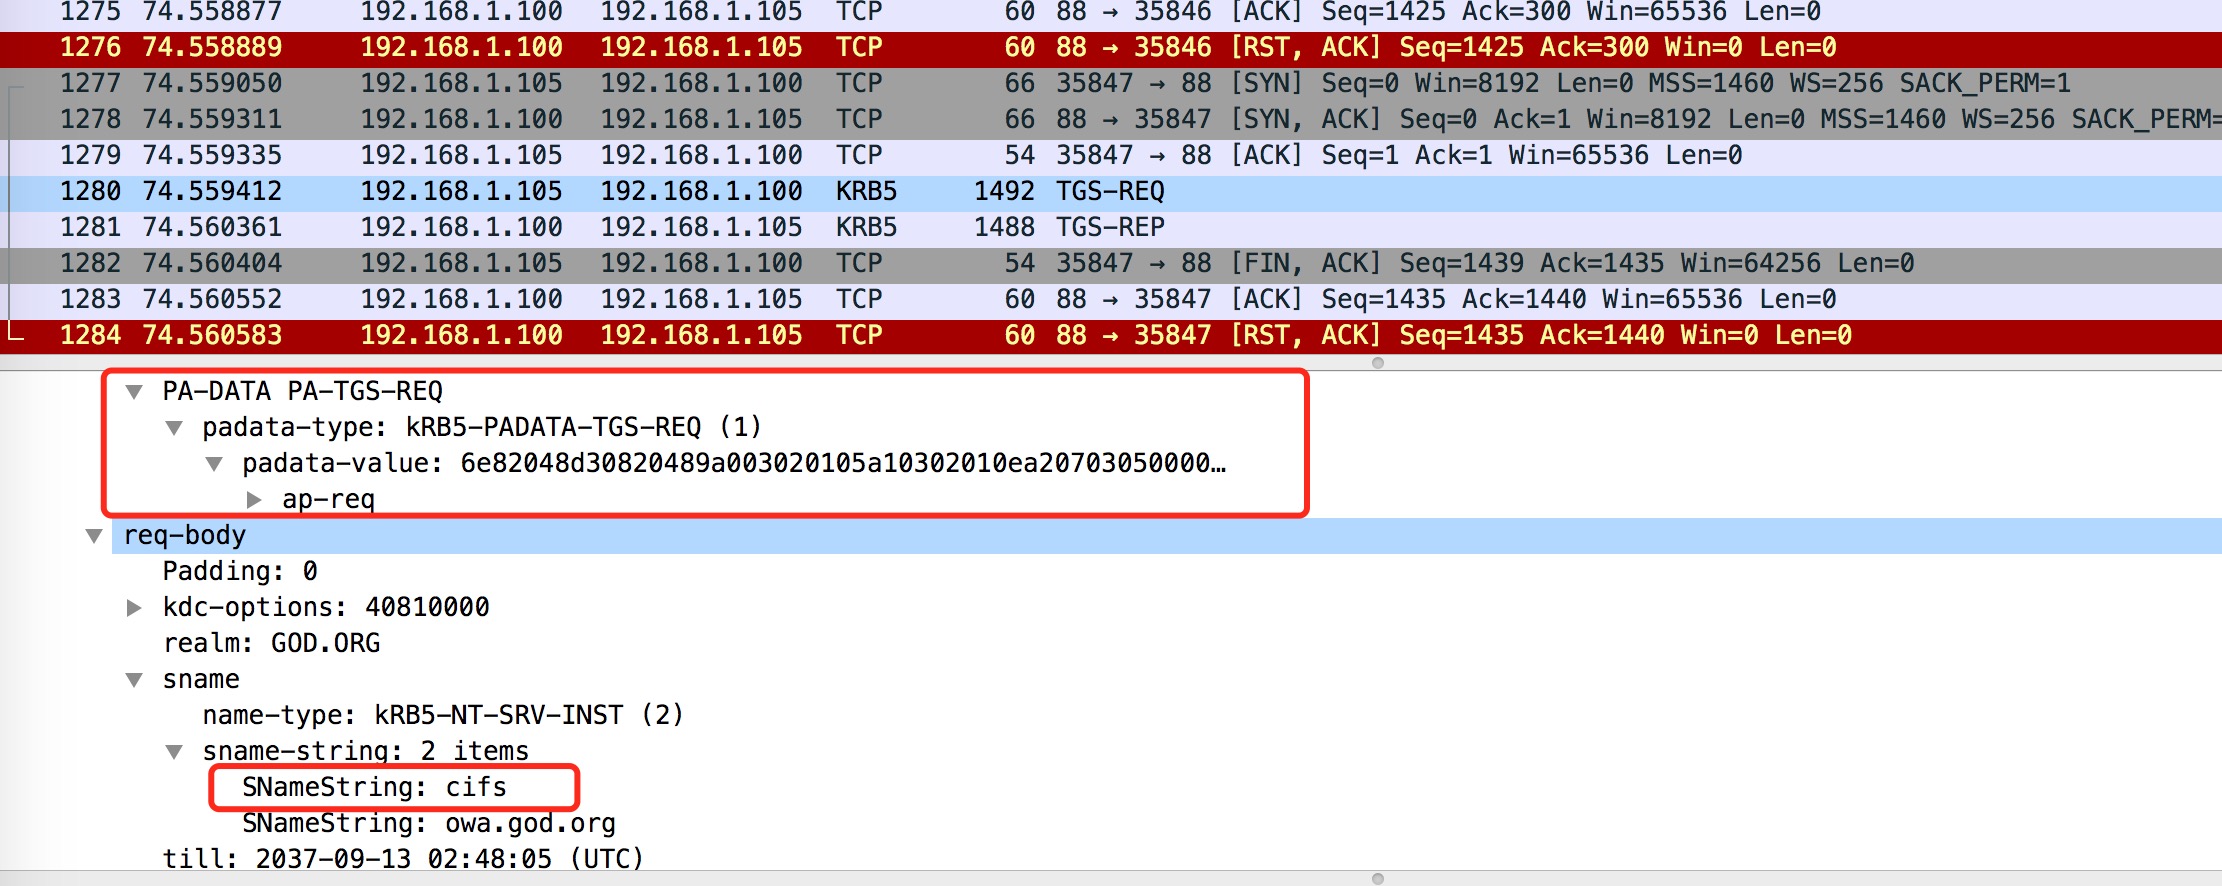 1275 74.558877 192.168.1.100 192.168.1.105 TCP 60 88 → 35846 [ACK] Seq=1425 Ack=300 Win=65536 Len=0
1276 74.558889 192.168.1.100 192.168.1.105 TCP 60 88 → 35846 [RST, ACK] Seq=1425 Ack=300 Win=0 Len=0
1277 74.559050 192.168.1.105 192.168.1.100 TCP 66 35847 → 88 [SYN] Seq=0 Win=8192 Len=0 MSS=1460 WS=256 SACK_PERM=1
1278 74.559311 192.168.1.100 192.168.1.105 TCP 66 88 → 35847 [SYN, ACK] Seq=0 Ack=1 Win=8192 Len=0 MSS=1460 WS=256 SACK_PERM=
1279 74.559335 192.168.1.105 192.168.1.100 TCP 54 35847 → 88 [ACK] Seq=1 Ack=1 Win=65536 Len=0
1280 74.559412 192.168.1.105 192.168.1.100 KRB5 1492 TGS-REQ
1281 74.560361 192.168.1.100 192.168.1.105 KRB5 1488 TGS-REP
1282 74.560404 192.168.1.105 192.168.1.100 TCP 54 35847 → 88 [FIN, ACK] Seq=1439 Ack=1435 Win=64256 Len=0
1283 74.560552 192.168.1.100 192.168.1.105 TCP 60 88 → 35847 [ACK] Seq=1435 Ack=1440 Win=65536 Len=0
1284 74.560583 192.168.1.100 192.168.1.105 TCP 60 88 → 35847 [RST, ACK] Seq=1435 Ack=1440 Win=0 Len=0
PA-DATA PA-TGS-REQ
padata-type: kRB5-PADATA-TGS-REQ (1)
padata-value: 6e82048d30820489a003020105a10302010ea20703050000…
ap-req
req-body
Padding: 0
kdc-options: 40810000
realm: GOD.ORG
sname
name-type: kRB5-NT-SRV-INST (2)
sname-string: 2 items
SNameString: cifs
SNameString: owa.god.org
till: 2037-09-13 02:48:05 (UTC)